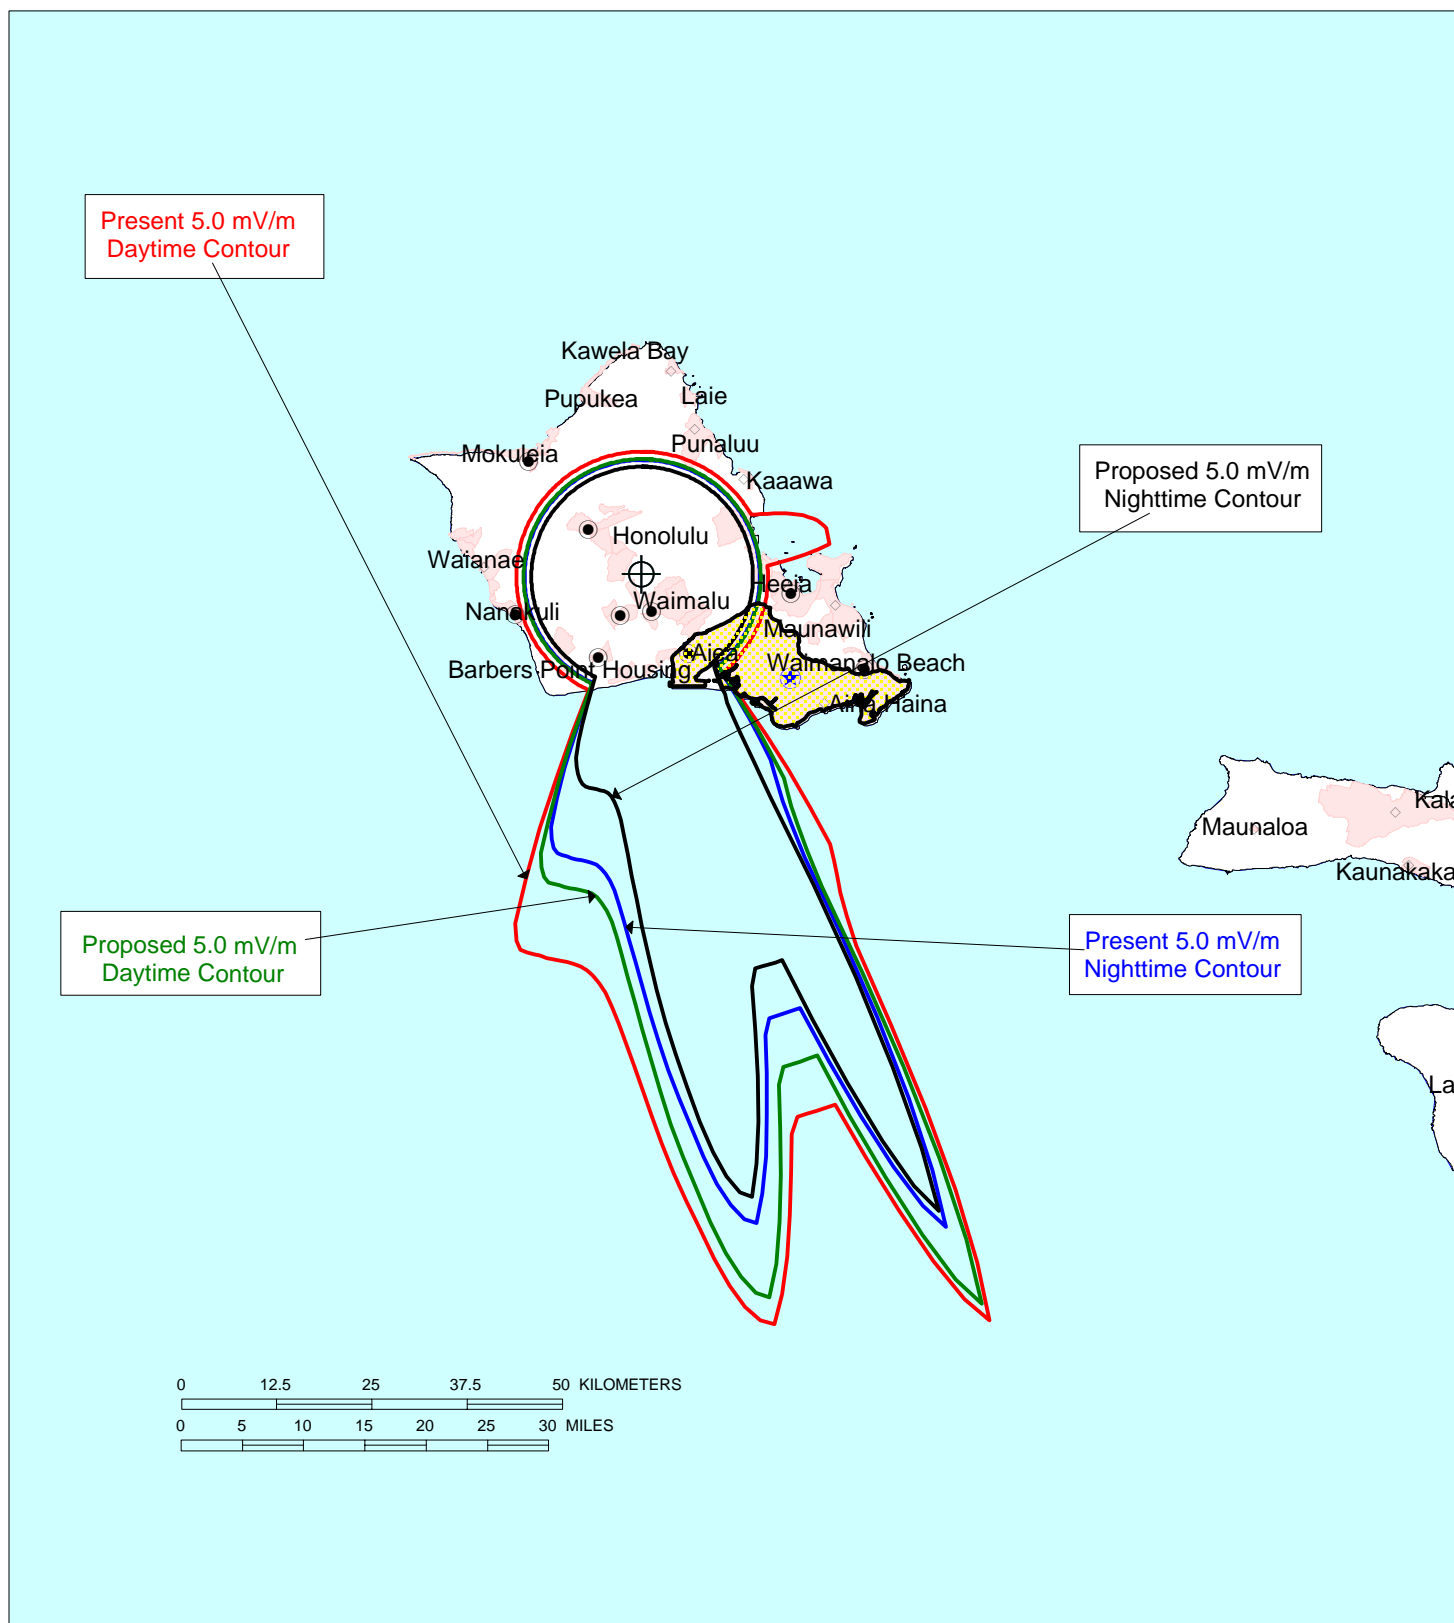 Present 5.0 mV/m
Daytime Contour
Kawela Bay
Pupukea
Laie
Punaluu
Mokuleia
Kaaawa
Proposed 5.0 mV/m
Nighttime Contour
Honolulu
Waianae
Heeia
Nanakuli
Waimalu
Maunawili
Aiea
Waimanalo Beach
Barbers Point Housing
Aina Haina
Kala
Maunaloa
Kaunakaka
Proposed 5.0 mV/m
Daytime Contour
Present 5.0 mV/m
Nighttime Contour
La
0 12.5 25 37.5 50 KILOMETERS
0 5 10 15 20 25 30 MILES